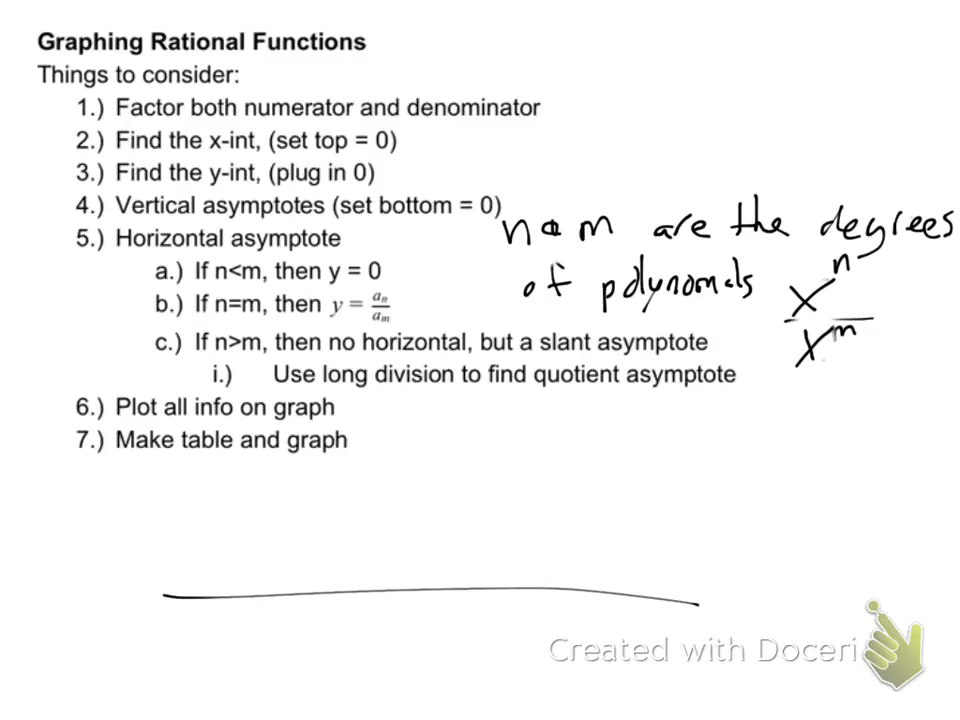 Graphing Rational Functions
Things to consider:
1.) Factor both numerator and denominator
2.) Find the x-int, (set top = 0)
3.) Find the y-int, (plug in 0)
4.) Vertical asymptotes (set bottom = 0)
5.) Horizontal asymptote
a.) If n<m, then y = 0
b.) If n=m, then y = aₙ/aₘ
c.) If n>m, then no horizontal, but a slant asymptote
i.) Use long division to find quotient asymptote
6.) Plot all info on graph
7.) Make table and graph
n & m are the degrees
of polynomals
xⁿ
xᵐ
Created with Doceri